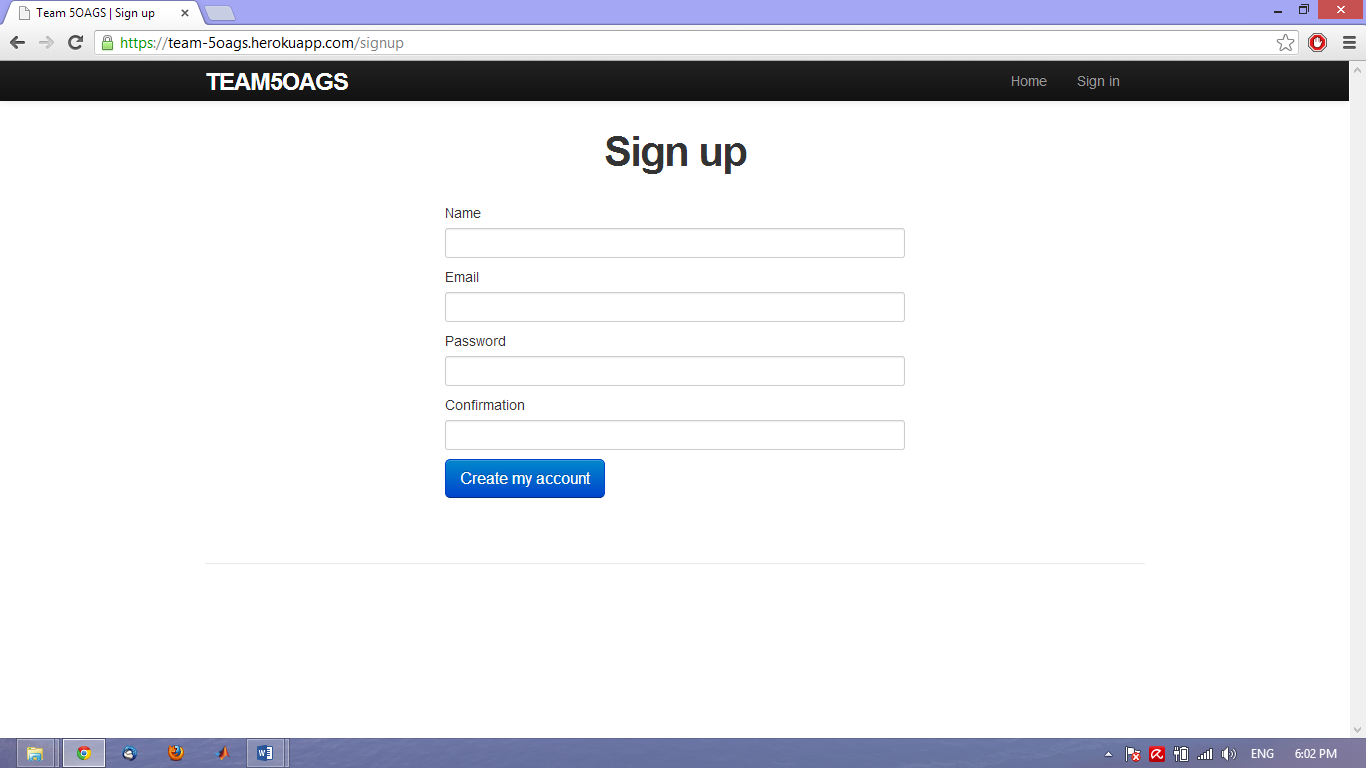 Team 5OAGS | Sign up
https://team-5oags.herokuapp.com/signup
TEAM5OAGS
Home
Sign in
Sign up
Name
Email
Password
Confirmation
Create my account
ENG
6:02 PM